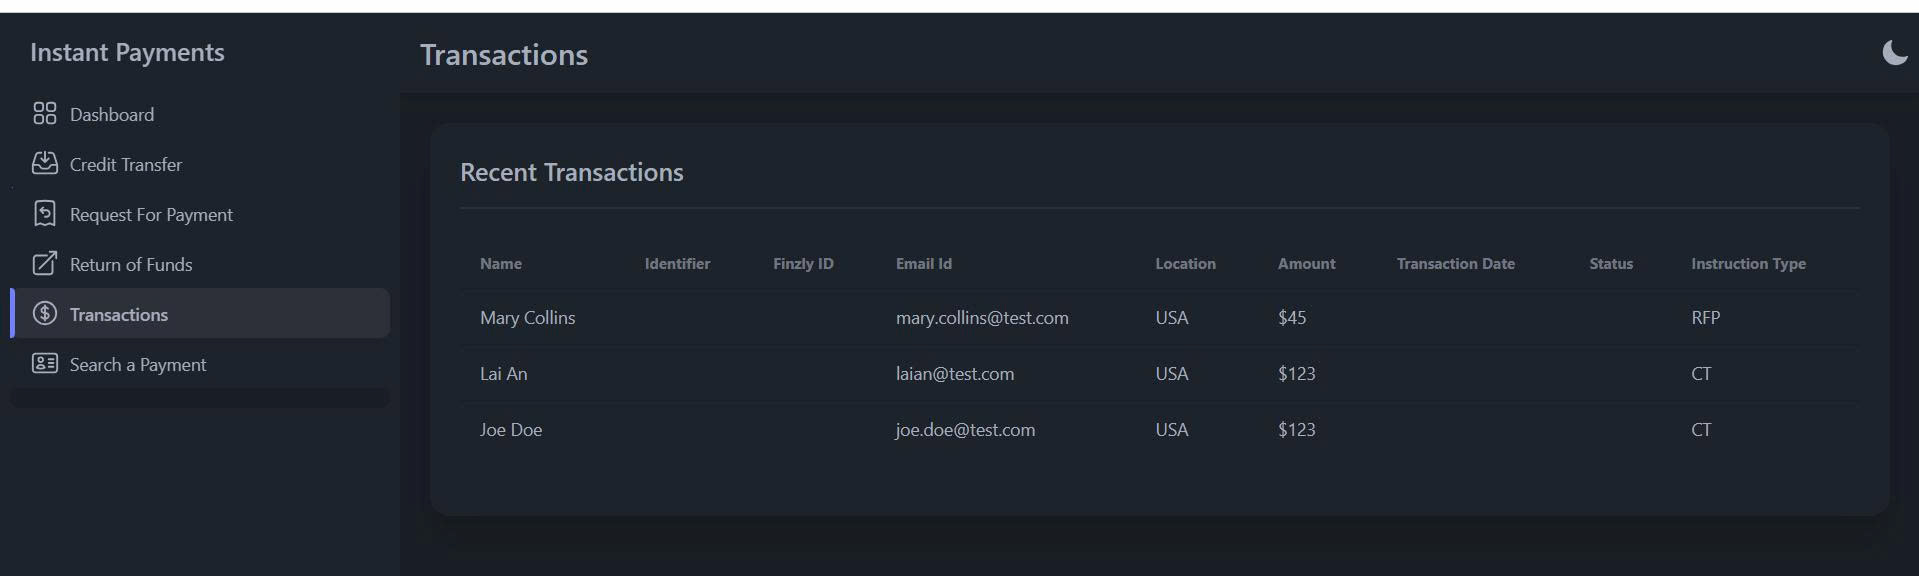 Instant Payments
Dashboard
Credit Transfer
Request For Payment
Return of Funds
Transactions
Search a Payment
Transactions
Recent Transactions
Name Identifier Finzly ID Email Id Location Amount Transaction Date Status Instruction Type
Mary Collins mary.collins@test.com USA $45 RFP
Lai An laian@test.com USA $123 CT
Joe Doe joe.doe@test.com USA $123 CT